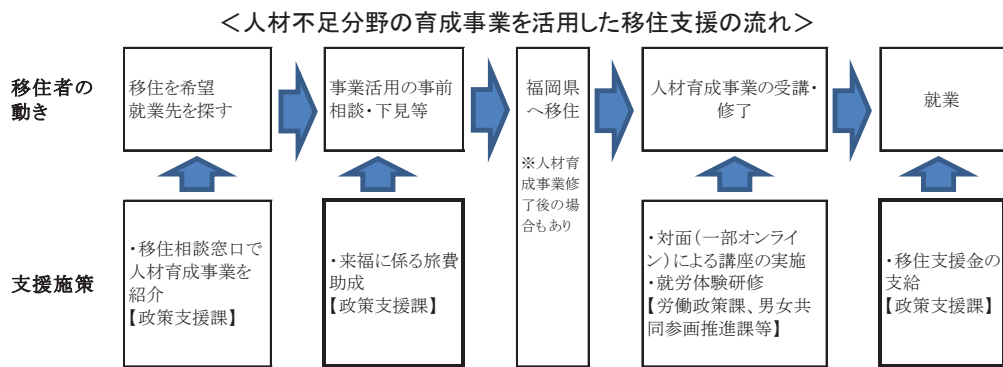 ＜人材不足分野の育成事業を活用した移住支援の流れ＞
移住者の
動き
移住を希望
就業先を探す
事業活用の事前
相談・下見等
福岡県
へ移住
※人材育
成事業修
了後の場
合もあり
人材育成事業の受講・
修了
就業
支援施策
・移住相談窓口で
人材育成事業を
紹介
【政策支援課】
・来福に係る旅費
助成
【政策支援課】
・対面（一部オンライ
ン）による講座の実施
・就労体験研修
【労働政策課、男女共
同参画推進課等】
・移住支援金の
支給
【政策支援課】